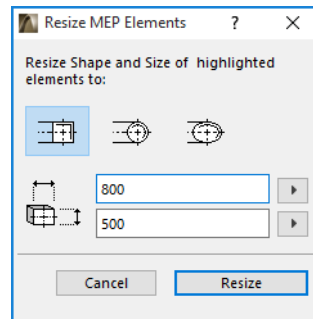 Resize MEP Elements ?
Resize Shape and Size of highlighted
elements to:
800
500
Cancel Resize